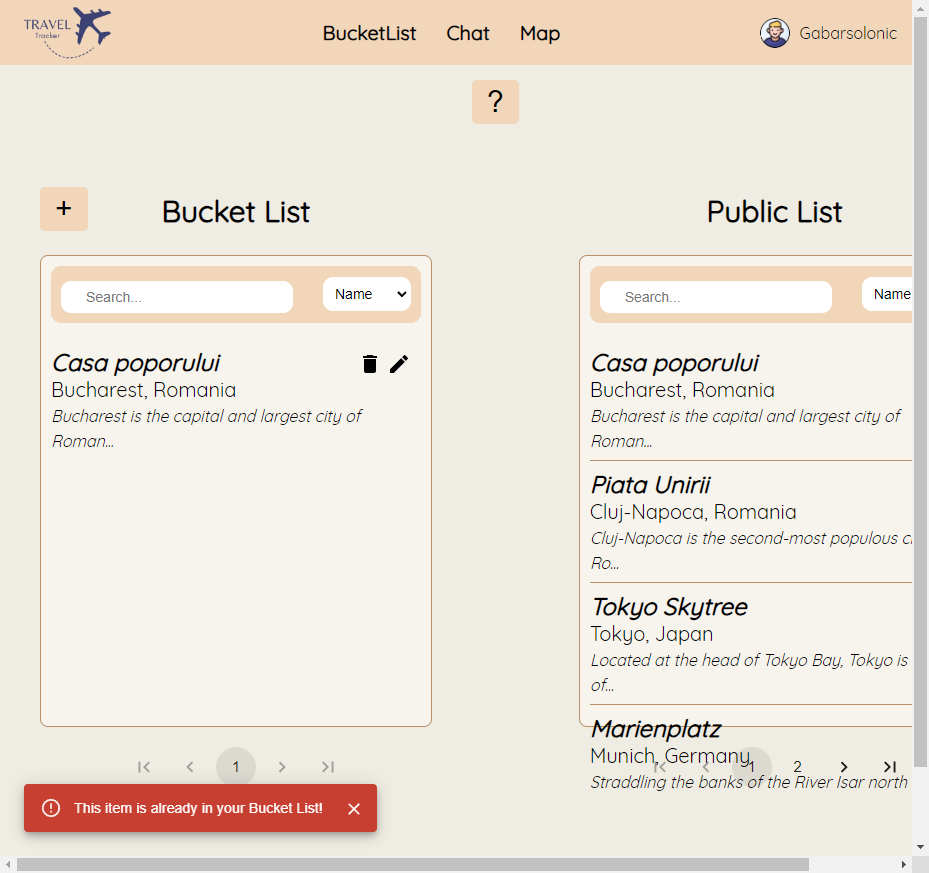 TRAVEL
Tracker
BucketList Chat Map
Gabarsolonic
?
+
Bucket List
Search...
Name
Casa poporului
Bucharest, Romania
Bucharest is the capital and largest city of
Roman...
1
Public List
Search...
Name
Casa poporului
Bucharest, Romania
Bucharest is the capital and largest city of
Roman...
Piata Unirii
Cluj-Napoca, Romania
Cluj-Napoca is the second-most populous
Ro...
Tokyo Skytree
Tokyo, Japan
Located at the head of Tokyo Bay, Tokyo is
of...
Marienplatz
Munich, Germany
Straddling the banks of the River Isar north
1 2
This item is already in your Bucket List!